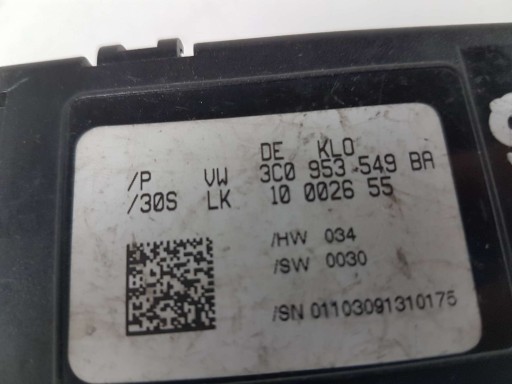 DE KLO
/P VW 3C0 953 549 BA
/30S LK 10 0026 55
/HW 034
/SW 0030
/SN 01103091310175